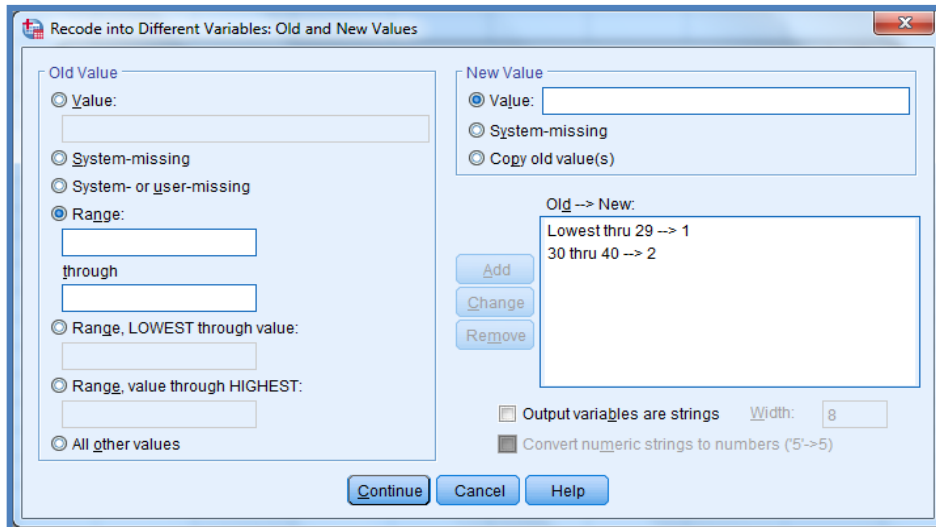 Recode into Different Variables: Old and New Values
Old Value
Value:
System-missing
System- or user-missing
Range:
through
Range, LOWEST through value:
Range, value through HIGHEST:
All other values
New Value
Value:
System-missing
Copy old value(s)
Old --> New:
Lowest thru 29 --> 1
30 thru 40 --> 2
Add
Change
Remove
Output variables are strings Width: 8
Convert numeric strings to numbers ('5'->5)
Continue Cancel Help